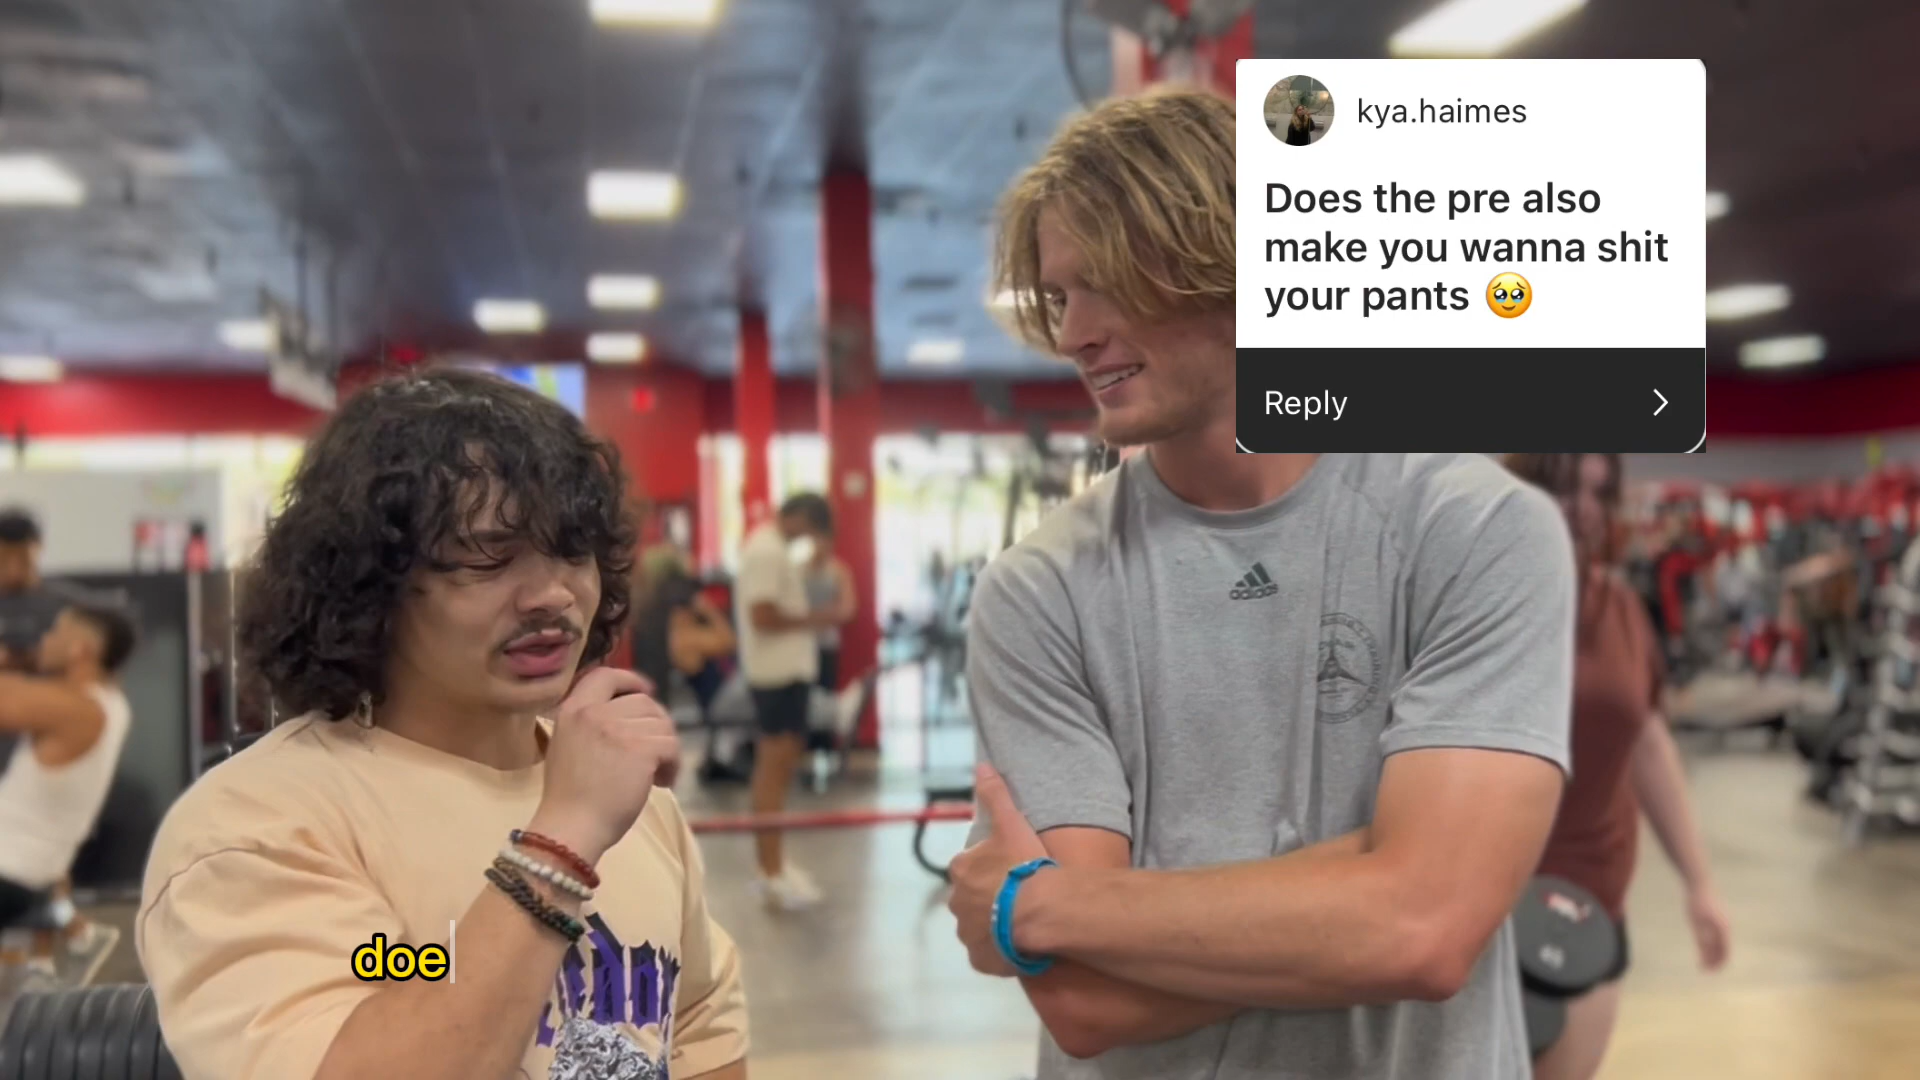 kya.haimes
Does the pre also
make you wanna shit
your pants 🥹
Reply
adidas
doe